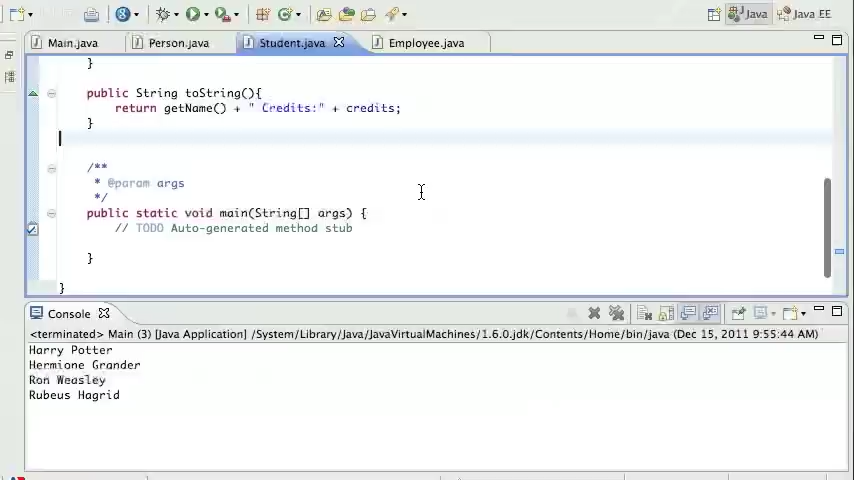 Java
Java EE
Main.java
Person.java
Student.java
Employee.java
}
public String toString(){
return getName() + " Credits:" + credits;
}
/**
* @param args
*/
public static void main(String[] args) {
// TODO Auto-generated method stub
}
}
Console
<terminated> Main (3) [Java Application] /System/Library/Java/JavaVirtualMachines/1.6.0.jdk/Contents/Home/bin/java (Dec 15, 2011 9:55:44 AM)
Harry Potter
Hermione Grander
Ron Weasley
Rubeus Hagrid